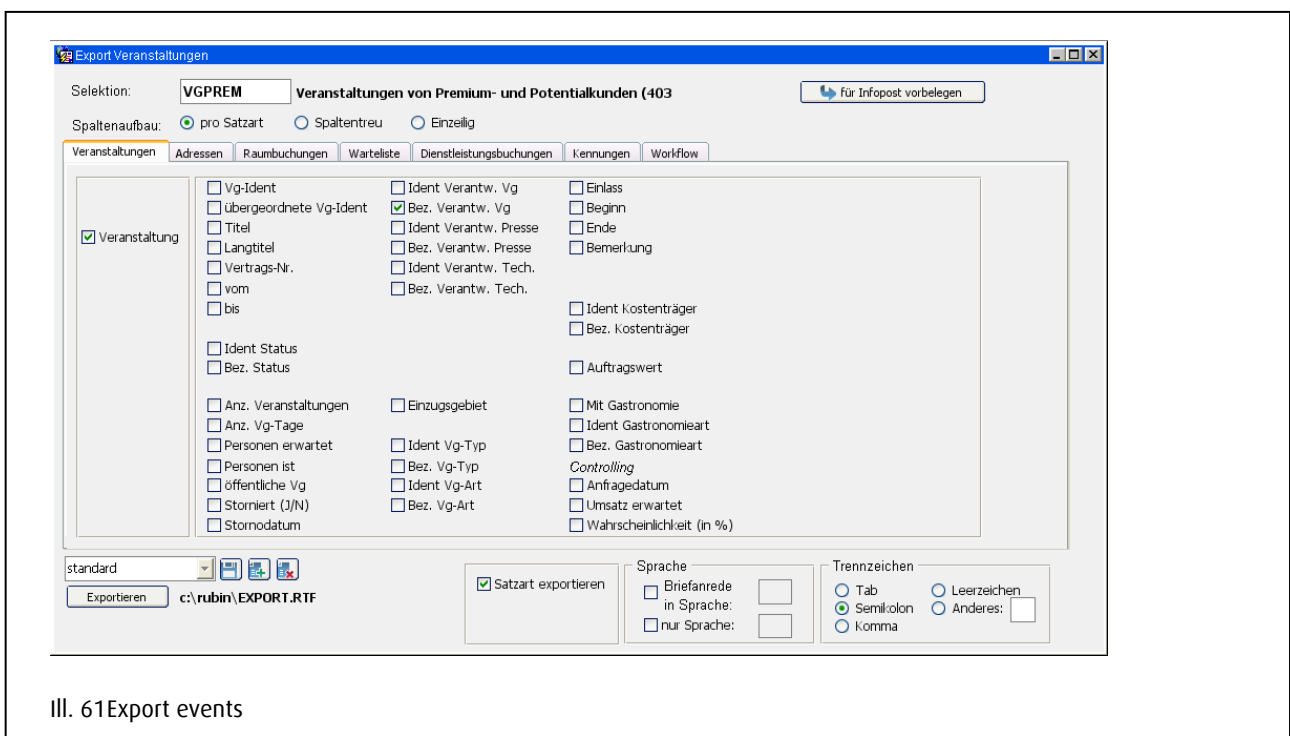 Export Veranstaltungen
Selektion: VGPREM Veranstaltungen von Premium- und Potentialkunden (403 für Infopost vorbelegen
Spaltenaufbau: pro Satzart Spaltentreu Einzeilig
Veranstaltungen Adressen Raumbuchungen Warteliste Dienstleistungsbuchungen Kennungen Workflow
Vg-Ident Ident Verantw. Vg Einlass
übergeordnete Vg-Ident Bez. Verantw. Vg Beginn
Titel Ident Verantw. Presse Ende
Veranstaltung
Langtitel Bez. Verantw. Presse Bemerkung
Vertrags-Nr. Ident Verantw. Tech.
vom Bez. Verantw. Tech.
bis Ident Kostenträger
Bez. Kostenträger
Ident Status
Bez. Status Auftragswert
Anz. Veranstaltungen Einzugsgebiet Mit Gastronomie
Anz. Vg-Tage Ident Gastronomieart
Personen erwartet Ident Vg-Typ Bez. Gastronomieart
Personen ist Bez. Vg-Typ Controlling
öffentliche Vg Ident Vg-Art Anfragedatum
Storniert (J/N) Bez. Vg-Art Umsatz erwartet
Stornodatum Wahrscheinlichkeit (in %)
standard
Exportieren c:\rubin\EXPORT.RTF
Satzart exportieren
Sprache
Briefanrede
in Sprache:
nur Sprache:
Trennzeichen
Tab Leerzeichen
Semikolon Anderes:
Komma
Ill. 61Export events